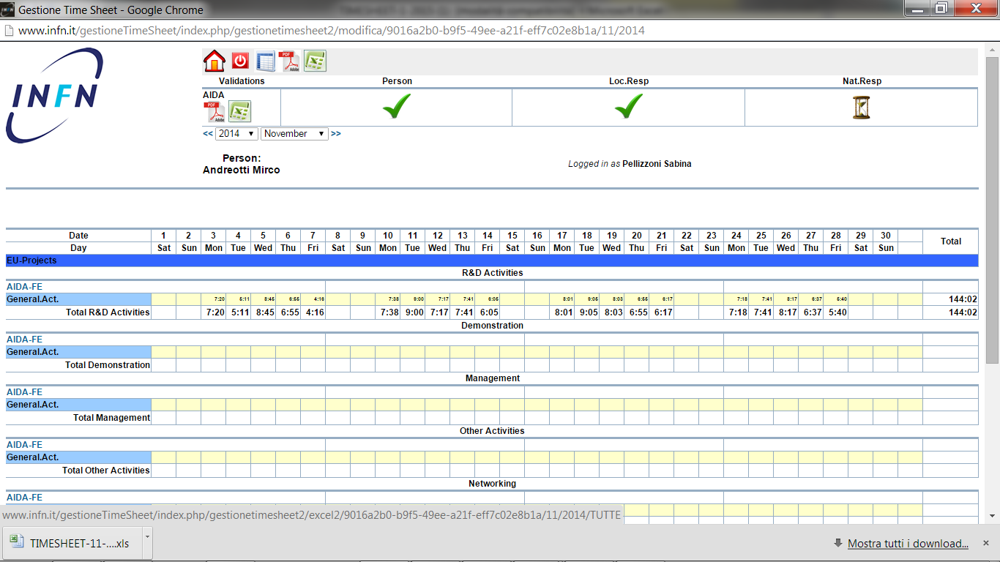 Gestione Time Sheet - Google Chrome
www.infn.it/gestioneTimeSheet/index.php/gestionetimesheet2/modifica/9016a2b0-b9f5-49ee-a21f-eff7c02e8b1a/11/2014
INFN
PDF Adobe
Validations Person Loc.Resp Nat.Resp
AIDA
PDF Adobe
<< 2014 November >>
Person:
Andreotti Mirco
Logged in as Pellizzoni Sabina
Date 1 2 3 4 5 6 7 8 9 10 11 12 13 14 15 16 17 18 19 20 21 22 23 24 25 26 27 28 29 30 Total
Day Sat Sun Mon Tue Wed Thu Fri Sat Sun Mon Tue Wed Thu Fri Sat Sun Mon Tue Wed Thu Fri Sat Sun Mon Tue Wed Thu Fri Sat Sun
EU-Projects
R&D Activities
AIDA-FE
General.Act. 7:20 5:11 8:45 6:55 4:16 7:38 9:00 7:17 7:41 6:05 8:01 9:05 8:03 6:55 6:17 7:18 7:41 8:17 6:37 5:40 144:02
Total R&D Activities 7:20 5:11 8:45 6:55 4:16 7:38 9:00 7:17 7:41 6:05 8:01 9:05 8:03 6:55 6:17 7:18 7:41 8:17 6:37 5:40 144:02
Demonstration
AIDA-FE
General.Act.
Total Demonstration
Management
AIDA-FE
General.Act.
Total Management
Other Activities
AIDA-FE
General.Act.
Total Other Activities
Networking
AIDA-FE
www.infn.it/gestioneTimeSheet/index.php/gestionetimesheet2/excel2/9016a2b0-b9f5-49ee-a21f-eff7c02e8b1a/11/2014/TUTTE
TIMESHEET-11-....xls
Mostra tutti i download...